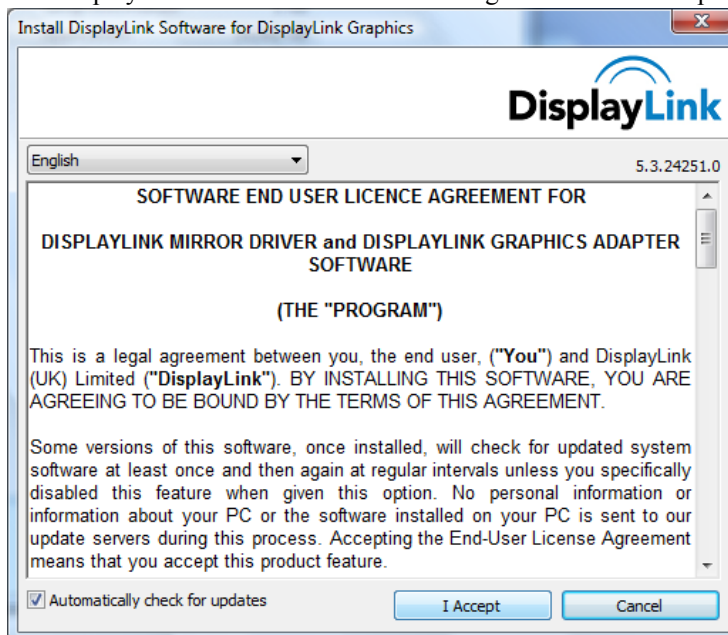 Install DisplayLink Software for DisplayLink Graphics
DisplayLink
English
5.3.24251.0
SOFTWARE END USER LICENCE AGREEMENT FOR
DISPLAYLINK MIRROR DRIVER and DISPLAYLINK GRAPHICS ADAPTER
SOFTWARE
(THE "PROGRAM")
This is a legal agreement between you, the end user, ("You") and DisplayLink
(UK) Limited ("DisplayLink"). BY INSTALLING THIS SOFTWARE, YOU ARE
AGREEING TO BE BOUND BY THE TERMS OF THIS AGREEMENT.
Some versions of this software, once installed, will check for updated system
software at least once and then again at regular intervals unless you specifically
disabled this feature when given this option. No personal information or
information about your PC or the software installed on your PC is sent to our
update servers during this process. Accepting the End-User License Agreement
means that you accept this product feature.
Automatically check for updates
I Accept
Cancel